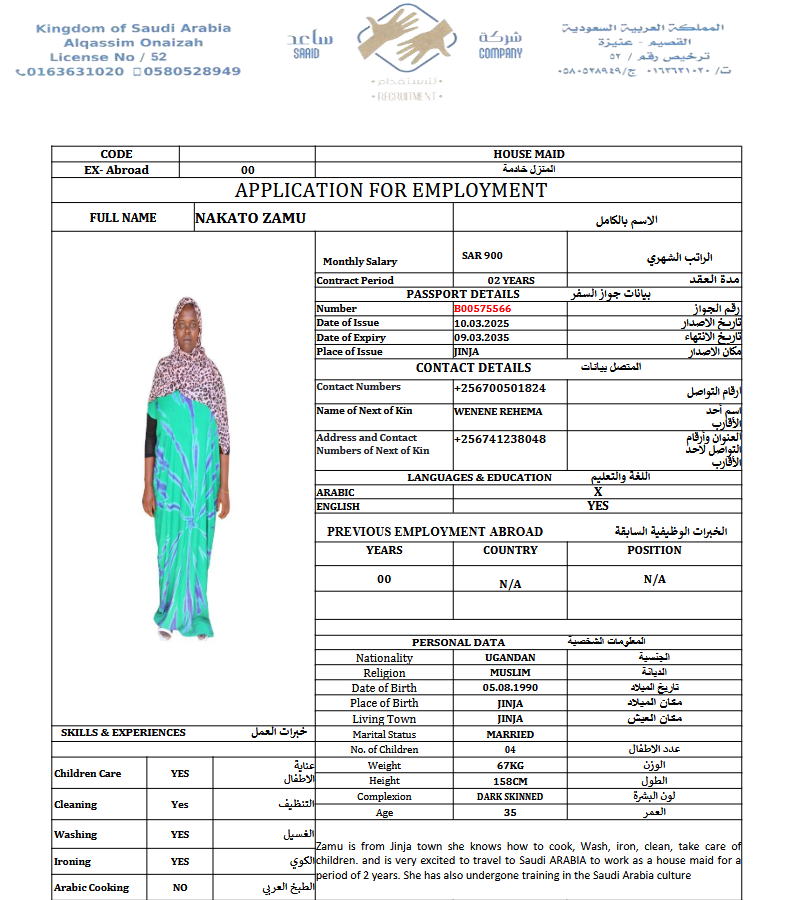 Kingdom of Saudi Arabia
Alqassim Onaizah
License No / 52
0163631020 0580528949
ساعد
SAAID
شركة
COMPANY
للاستقدام
• RECRUITMENT •
المملكة العربية السعودية
القصيم - عنيزة
ترخيص رقم / ٥٢
ت/ ٠١٦٣٦٣١٠٢٠ ج/ ٠٥٨٠٥٢٨٩٤٩
CODE HOUSE MAID
EX- Abroad 00 المنزل خادمة
APPLICATION FOR EMPLOYMENT
FULL NAME NAKATO ZAMU الاسم بالكامل
Monthly Salary SAR 900 الراتب الشهري
Contract Period 02 YEARS مدة العقد
PASSPORT DETAILS بيانات جواز السفر
Number B00575566 رقم الجواز
Date of Issue 10.03.2025 تاريخ الاصدار
Date of Expiry 09.03.2035 تاريخ الانتهاء
Place of Issue JINJA مكان الاصدار
CONTACT DETAILS المتصل بيانات
Contact Numbers +256700501824 ارقام التواصل
Name of Next of Kin WENENE REHEMA اسم أحد
الأقارب
Address and Contact +256741238048 العنوان وأرقام
Numbers of Next of Kin التواصل لاحد
الأقارب
LANGUAGES & EDUCATION اللغة والتعليم
ARABIC X
ENGLISH YES
PREVIOUS EMPLOYMENT ABROAD الخبرات الوظيفية السابقة
YEARS COUNTRY POSITION
00 N/A N/A
PERSONAL DATA المعلومات الشخصية
Nationality UGANDAN الجنسية
Religion MUSLIM الديانة
Date of Birth 05.08.1990 تاريخ الميلاد
Place of Birth JINJA مكان الميلاد
Living Town JINJA مكان العيش
Marital Status MARRIED
No. of Children 04 عدد الاطفال
Weight 67KG الوزن
Height 158CM الطول
Complexion DARK SKINNED لون البشرة
Age 35 العمر
SKILLS & EXPERIENCES خبرات العمل
Children Care YES عناية
الاطفال
Cleaning Yes التنظيف
Washing YES الغسيل
Ironing YES الكوي
Arabic Cooking NO الطبخ العربي
Zamu is from Jinja town she knows how to cook, Wash, iron, clean, take care of
children. and is very excited to travel to Saudi ARABIA to work as a house maid for a
period of 2 years. She has also undergone training in the Saudi Arabia culture